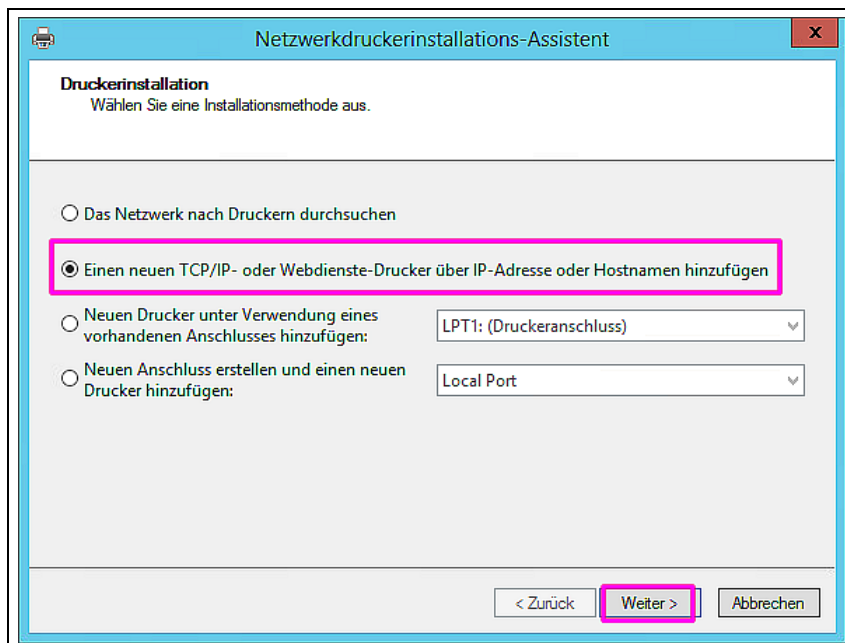 Netzwerkdruckerinstallations-Assistent
x
Druckerinstallation
Wählen Sie eine Installationsmethode aus.
Das Netzwerk nach Druckern durchsuchen
Einen neuen TCP/IP- oder Webdienste-Drucker über IP-Adresse oder Hostnamen hinzufügen
Neuen Drucker unter Verwendung eines
vorhandenen Anschlusses hinzufügen:
LPT1: (Druckeranschluss)
Neuen Anschluss erstellen und einen neuen
Drucker hinzufügen:
Local Port
< Zurück
Weiter >
Abbrechen